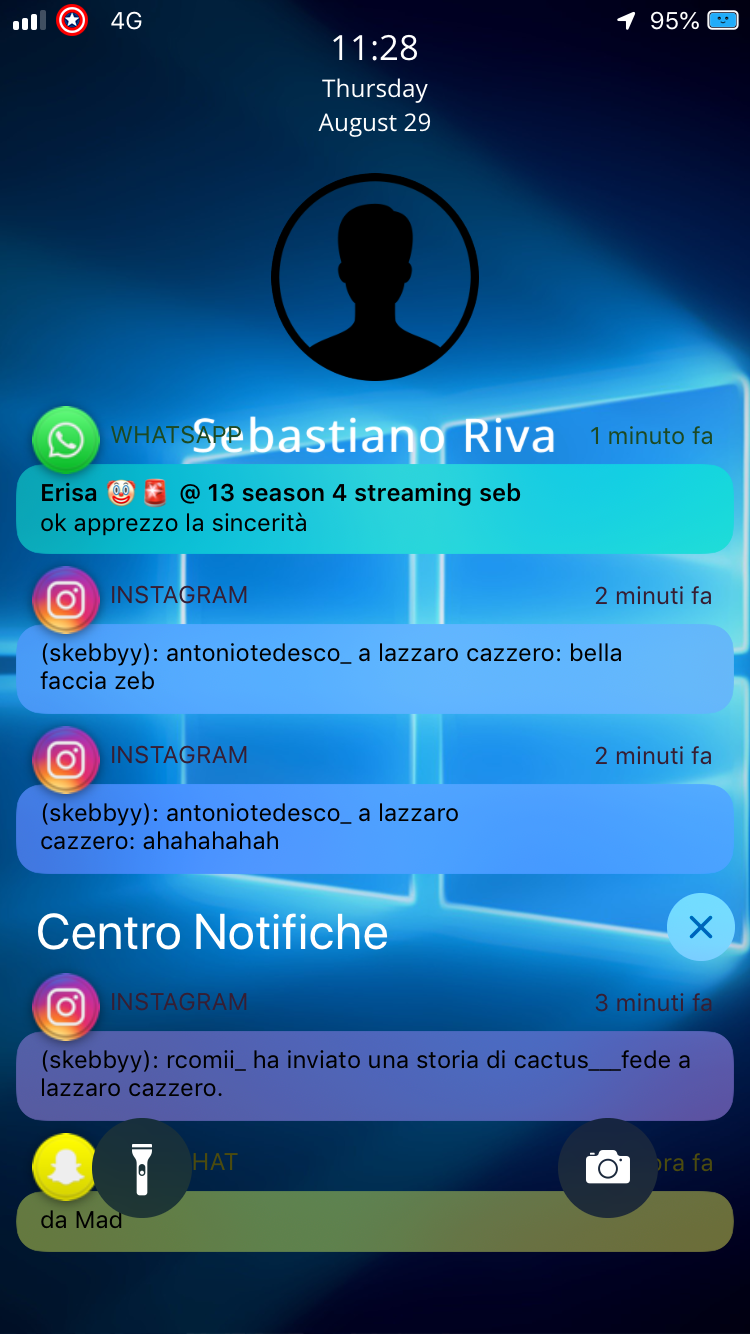 4G
95%
11:28
Thursday
August 29
Sebastiano Riva
WHATSAPP
1 minuto fa
Erisa 🤡 🚨 @ 13 season 4 streaming seb
ok apprezzo la sincerità
INSTAGRAM
2 minuti fa
(skebbyy): antoniotedesco_ a lazzaro cazzero: bella
faccia zeb
INSTAGRAM
2 minuti fa
(skebbyy): antoniotedesco_ a lazzaro
cazzero: ahahahahah
Centro Notifiche
INSTAGRAM
3 minuti fa
(skebbyy): rcomii_ ha inviato una storia di cactus___fede a
lazzaro cazzero.
HAT
ora fa
da Mad